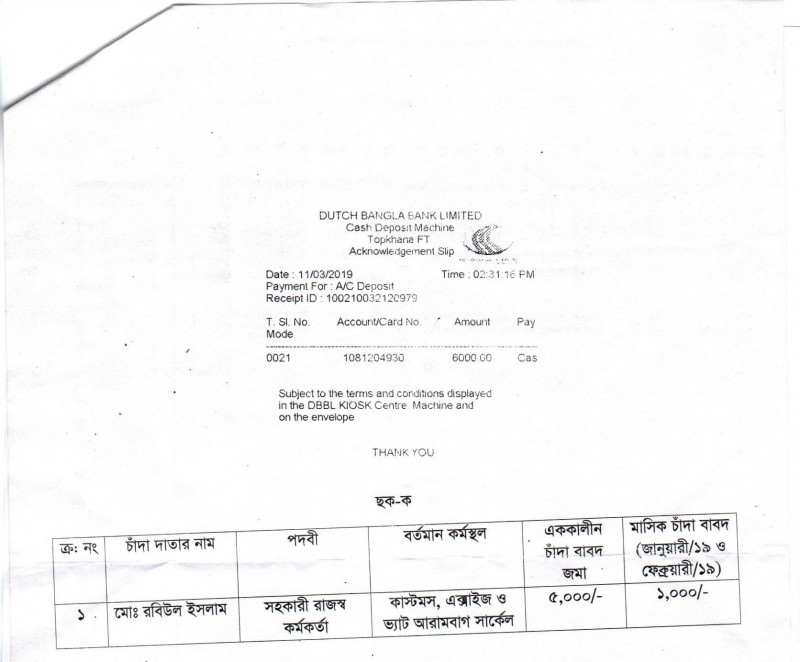 DUTCH BANGLA BANK LIMITED
Cash Deposit Machine
Topkhana FT
Acknowledgement Slip
Date : 11/03/2019 Time : 02:31:16 PM
Payment For : A/C Deposit
Receipt ID : 100210032120979
T. Sl. No. Account/Card No. Amount Pay
Mode
0021 1081204930 6000.00 Cas
Subject to the terms and conditions displayed
in the DBBL KIOSK Centre. Machine and
on the envelope
THANK YOU
ছক-ক
ক্র: নং চাঁদা দাতার নাম পদবী বর্তমান কর্মস্থল এককালীন চাঁদা বাবদ জমা মাসিক চাঁদা বাবদ (জানুয়ারী/১৯ ও ফেব্রুয়ারী/১৯)
১ মোঃ রবিউল ইসলাম সহকারী রাজস্ব কর্মকর্তা কাস্টমস, এক্সাইজ ও ভ্যাট আরামবাগ সার্কেল ৫,০০০/- ১,০০০/-